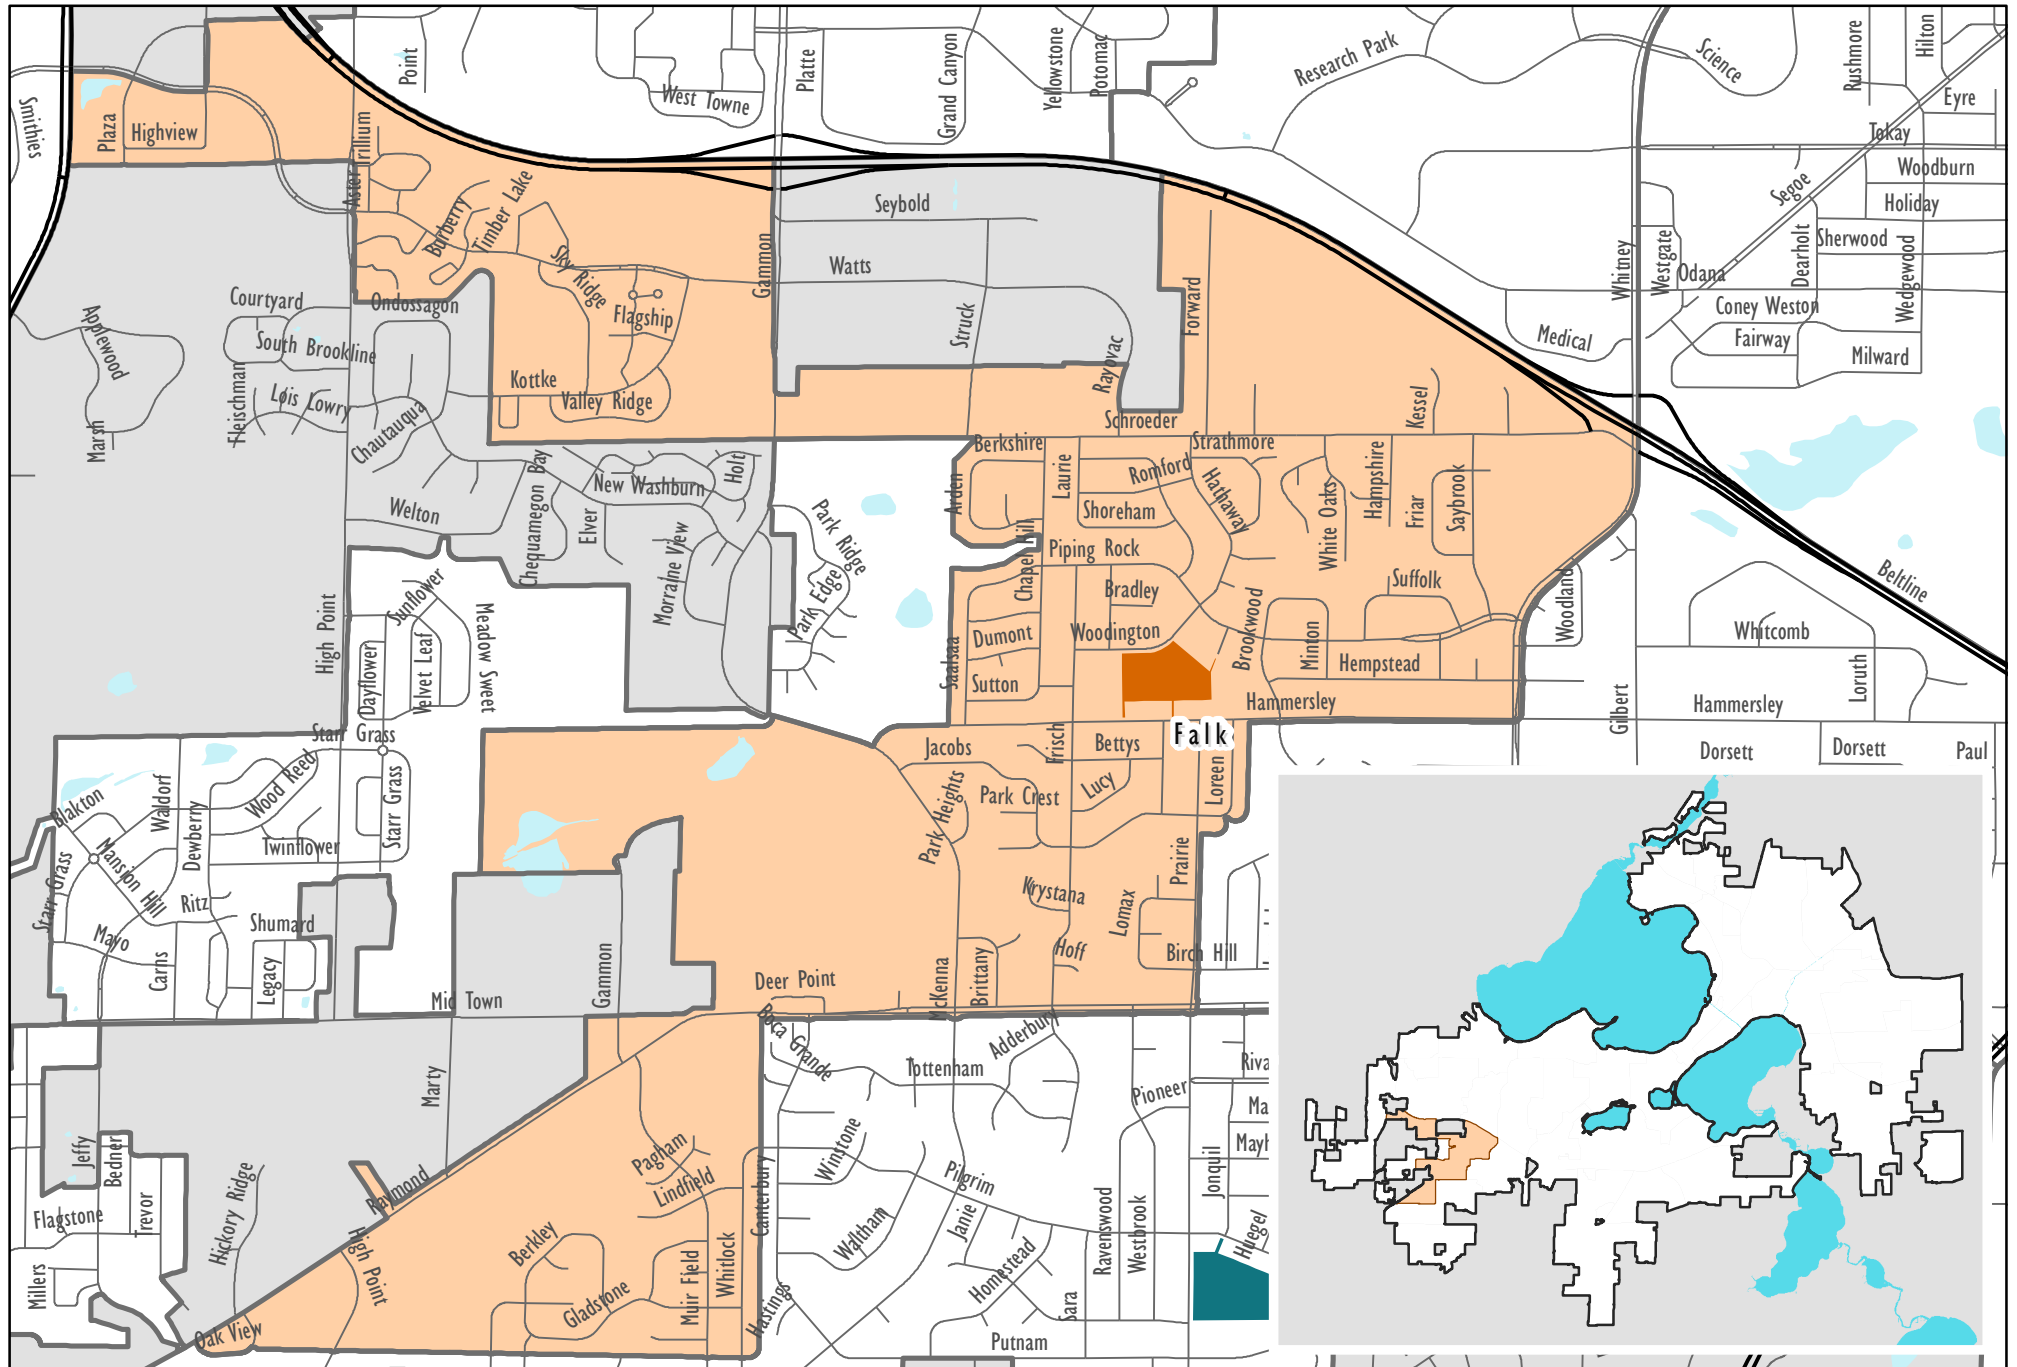 Smithies
Plaza
Highview
Trillium
Aster
Point
West Towne
Platte
Grand Canyon
Yellowstone
Potomac
Research Park
Science
Rushmore
Hilton
Eyre
Tokay
Woodburn
Holiday
Segoe
Sherwood
Dearholt
Wedgewood
Whitney
Westgate
Odana
Coney Weston
Fairway
Milward
Medical
Burberry
Timber Lake
Sky Ridge
Flagship
Gammon
Seybold
Watts
Struck
Rayovac
Forward
Schroeder
Kessel
Applewood
Marsh
Courtyard
South Brookline
Ondossagon
Fleischman
Lois Lowry
Chautauqua
Kottke
Valley Ridge
Welton
Chequamegon Bay
New Washburn
Holt
Elver
Morraine View
Park Ridge
Park Edge
Berkshire
Arden
Laurie
Romford
Strathmore
Hathaway
Shoreham
White Oaks
Hampshire
Friar
Saybrook
Chapel Hill
Piping Rock
Bradley
Suffolk
Woodland
Beltline
High Point
Sunflower
Meadow Sweet
Dayflower
Velvet Leaf
Dumont
Woodington
Brookwood
Minton
Hempstead
Saalsaa
Sutton
Hammersley
Whitcomb
Loruth
Gilbert
Hammersley
Dorsett
Dorsett
Paul
Falk
Starr Grass
Jacobs
Frisch
Bettys
Loreen
Wood Reed
Waldorf
Blakton
Dewberry
Starr Grass
Twinflower
Mansion Hill
Starr Grass
Park Heights
Park Crest
Lucy
Prairie
Krystana
Lomax
Ritz
Shumard
Mayo
Carns
Legacy
Gammon
Mid Town
Deer Point
McKenna
Brittany
Hoff
Birch Hill
Boca Grande
Adderbury
Tottenham
Pioneer
Riva
Ma
Mayh
Marty
Jeffy
Bedner
Trevor
Flagstone
Millers
Hickory Ridge
Raymond
High Point
Oak View
Pagham
Lindfield
Berkley
Gladstone
Muir Field
Whitlock
Canterbury
Hastings
Winstone
Waltham
Pilgrim
Janie
Homestead
Ravenswood
Westbrook
Sara
Putnam
Jonquil
Huegel